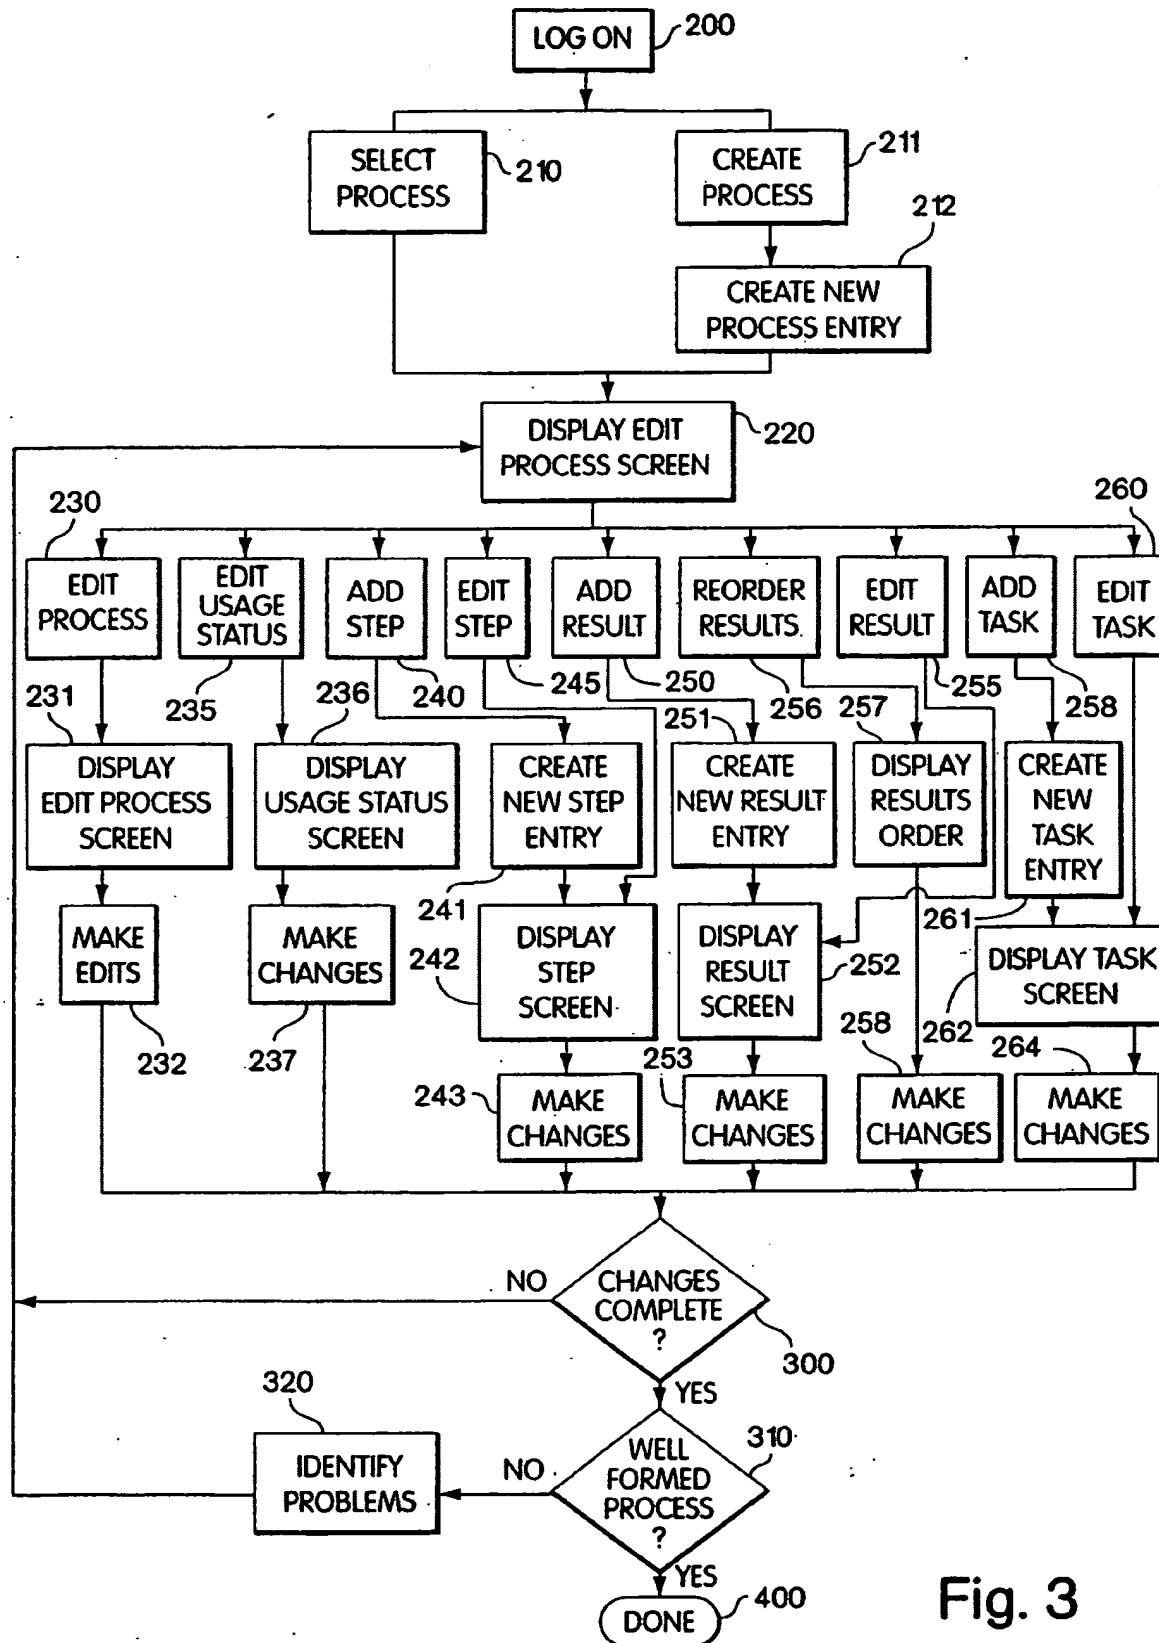 LOG ON
200
SELECT
PROCESS
210
CREATE
PROCESS
211
212
CREATE NEW
PROCESS ENTRY
DISPLAY EDIT
PROCESS SCREEN
220
230
260
EDIT
PROCESS
EDIT
USAGE
STATUS
ADD
STEP
EDIT
STEP
ADD
RESULT
REORDER
RESULTS
EDIT
RESULT
ADD
TASK
EDIT
TASK
231
235
236
240
245
250
251
256
257
255
258
DISPLAY
EDIT PROCESS
SCREEN
DISPLAY
USAGE STATUS
SCREEN
CREATE
NEW STEP
ENTRY
CREATE
NEW RESULT
ENTRY
DISPLAY
RESULTS
ORDER
CREATE
NEW
TASK
ENTRY
241
261
MAKE
EDITS
MAKE
CHANGES
242
DISPLAY
STEP
SCREEN
DISPLAY
RESULT
SCREEN
252
DISPLAY TASK
SCREEN
262
232
237
243
MAKE
CHANGES
253
MAKE
CHANGES
258
MAKE
CHANGES
264
MAKE
CHANGES
CHANGES
COMPLETE
?
NO
300
YES
320
IDENTIFY
PROBLEMS
NO
WELL
FORMED
PROCESS
?
310
YES
DONE
400
Fig. 3